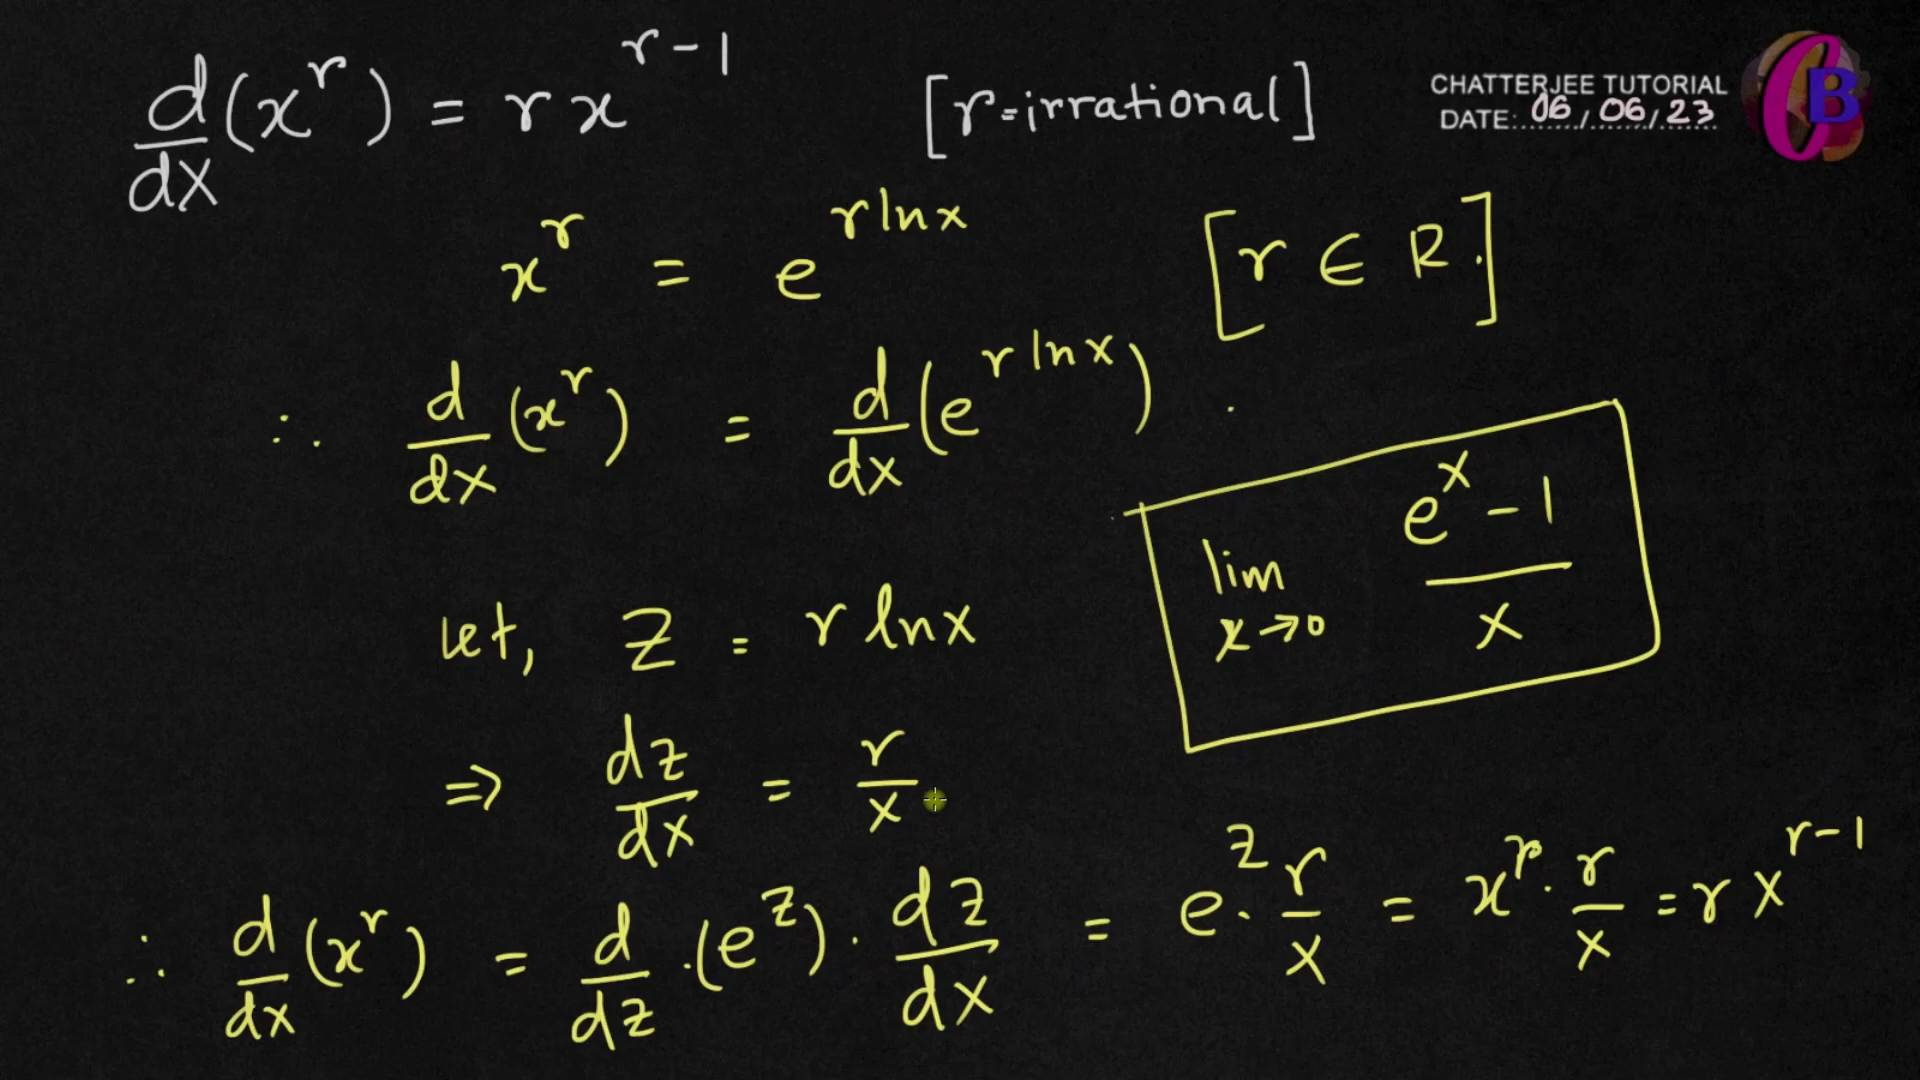 d/dx (x^r) = r x^(r-1) [r=irrational]
CHATTERJEE TUTORIAL
DATE:...06.../...06.../...23...
CB
x^r = e^(r ln x) [r ∈ R.]
∴ d/dx (x^r) = d/dx (e^(r ln x)).
lim x→0 (e^x - 1)/x
let, Z = r ln x
⇒ dz/dx = r/x
∴ d/dx (x^r) = d/dz .(e^z) . dz/dx = e^z . r/x = x^r . r/x = r x^(r-1)